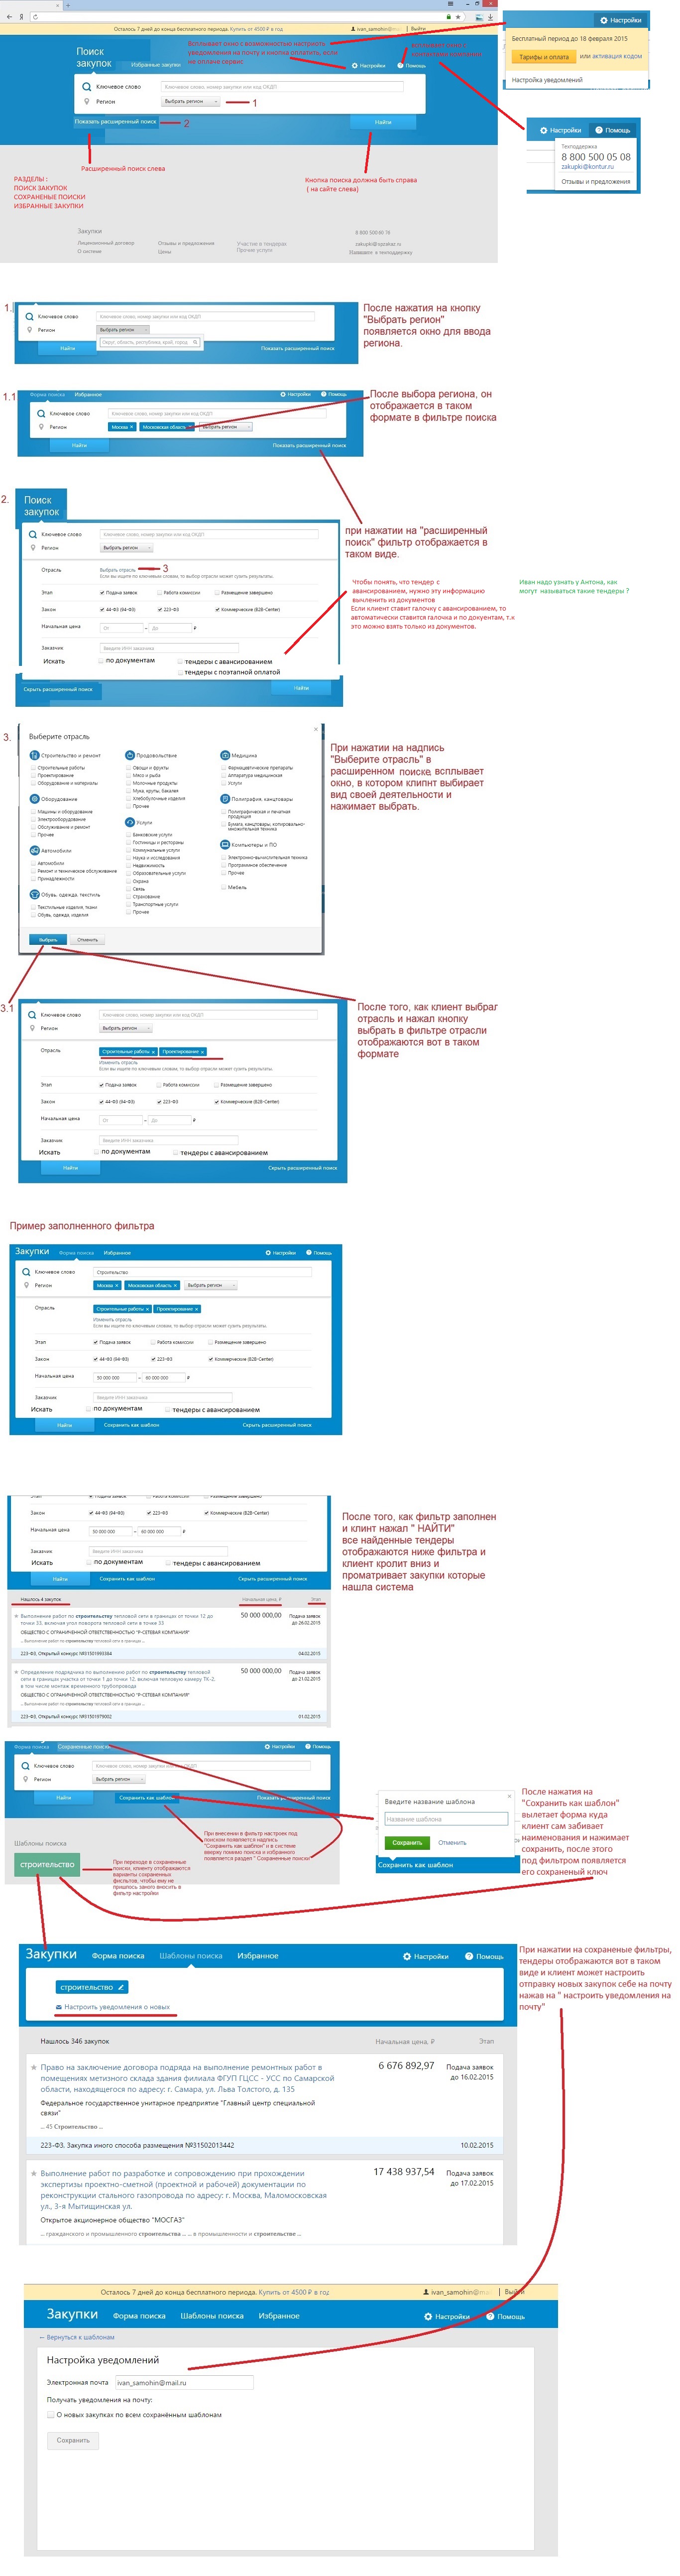 Осталось 7 дней до конца бесплатного периода. Купить от 4500 ₽ в год
ivan_samohin@mail
Выйти
Поиск
закупок
Избранные закупки
Всплывает окно с возможностью настроить
уведомления на почту и кнопка оплатить, если
не оплаче сервис
Настройки
Помощь
Ключевое слово
Ключевое слово, номер закупки или код ОКДП
Регион
Выбрать регион
1
Показать расширенный поиск
2
Найти
Расширенный поиск слева
Кнопка поиска должна быть справа
( на сайте слева)
РАЗДЕЛЫ :
ПОИСК ЗАКУПОК
СОХРАНЕНЫЕ ПОИСКИ
ИЗБРАННЫЕ ЗАКУПКИ
Закупки
Лицензионный договор
О системе
Отзывы и предложения
Цены
Участие в тендерах
Прочие услуги
8 800 500 80 18
Напишите в техподдержку
Настройки
Бесплатный период до 18 февраля 2015
Тарифы и оплата
или активация кодом
Настройка уведомлений
Настройки
Помощь
Техподдержка
8 800 500 05 08
zakupki@kontur.ru
Отзывы и предложения
1.
Ключевое слово
Ключевое слово, номер закупки или код ОКДП
Регион
Выбрать регион
Округ, область, республика, край, город
Найти
Показать расширенный поиск
После нажатия на кнопку
"Выбрать регион"
появляется окно для ввода
региона.
1.1
Форма поиска
Избранное
Настройки
Помощь
Ключевое слово
Ключевое слово, номер закупки или код ОКДП
Регион
Москва ×
Московская область
Выбрать регион
Найти
Показать расширенный поиск
После выбора региона, он
отображается в таком
формате в фильтре поиска
2.
Поиск
закупок
Ключевое слово
Ключевое слово, номер закупки или код ОКДП
Регион
Выбрать регион
Отрасль
Выбрать отрасль
3
Если вы ищите по ключевым словам, то выбор отрасли может сузить результаты.
Этап
Подача заявок
Работа комиссии
Размещение завершено
Закон
44-ФЗ (94-ФЗ)
223-ФЗ
Коммерческие (B2B-Center)
Начальная цена
От
–
До
₽
Заказчик
Введите ИНН заказчика
Искать
по документам
тендеры с авансированием
тендеры с поэтапной оплатой
Скрыть расширенный поиск
Найти
при нажатии на "расширенный
поиск" фильтр отображается в
таком виде.
Чтобы понять, что тендер с
авансированием, нужно эту информацию
вычленить из документов
Если клиент ставит галочку с авансированием, то
автоматически ставится галочка и по докуентам, т.к
это можно взять только из документов.
Иван надо узнать у Антона, как
могут называться такие тендеры ?
3.
Выберите отрасль
×
Строительство и ремонт
Строительные работы
Проектирование
Оборудование и материалы
Оборудование
Машины и оборудование
Электрооборудование
Обслуживание и ремонт
Прочее
Автомобили
Автомобили
Ремонт и техническое обслуживание
Принадлежности
Обувь, одежда, текстиль
Текстильные изделия, ткани
Обувь, одежда, изделия
Продовольствие
Овощи и фрукты
Мясо и рыба
Молочные продукты
Мука, крупы, бакалея
Хлебобулочные изделия
Прочее
Услуги
Банковские услуги
Гостиницы и рестораны
Коммунальные услуги
Наука и исследования
Недвижимость
Образовательные услуги
Охрана
Связь
Страхование
Транспортные услуги
Прочее
Медицина
Фармацевтические препараты
Аппаратура медицинская
Услуги
Полиграфия, канцтовары
Полиграфическая и печатная
продукция
Бумага, канцтовары, копировально-
множительная техника
Компьютеры и ПО
Электронно-вычислительная техника
Программное обеспечение
Прочее
Мебель
Выбрать
Отменить
При нажатии на надпись
"Выберите отрасль" в
расширенном поиске всплывает
окно, в котором клипнт выбирает
вид своей деятельности и
нажимает выбрать.
3.1
Ключевое слово
Ключевое слово, номер закупки или код ОКДП
Регион
Выбрать регион
Отрасль
Строительные работы ×
Проектирование ×
Изменить отрасль
Если вы ищите по ключевым словам, то выбор отрасли может сузить результаты.
Этап
Подача заявок
Работа комиссии
Размещение завершено
Закон
44-ФЗ (94-ФЗ)
223-ФЗ
Коммерческие (B2B-Center)
Начальная цена
От
–
До
₽
Заказчик
Введите ИНН заказчика
Искать
по документам
тендеры с авансированием
Найти
Скрыть расширенный поиск
После того, как клиент выбрал
отрасль и нажал кнопку
выбрать в фильтре отрасли
отображаются вот в таком
формате
Пример заполненного фильтра
Закупки
Форма поиска
Избранное
Настройки
Помощь
Ключевое слово
Строительство
Регион
Москва ×
Московская область ×
Выбрать регион
Отрасль
Строительные работы ×
Проектирование ×
Изменить отрасль
Если вы ищите по ключевым словам, то выбор отрасли может сузить результаты.
Этап
Подача заявок
Работа комиссии
Размещение завершено
Закон
44-ФЗ (94-ФЗ)
223-ФЗ
Коммерческие (B2B-Center)
Начальная цена
50 000 000
–
60 000 000
₽
Заказчик
Введите ИНН заказчика
Искать
по документам
тендеры с авансированием
Найти
Сохранить как шаблон
Скрыть расширенный поиск
Этап
Подача заявок
Работа комиссии
Размещение завершено
Закон
44-ФЗ (94-ФЗ)
223-ФЗ
Коммерческие (B2B-Center)
Начальная цена
50 000 000
–
60 000 000
₽
Заказчик
Введите ИНН заказчика
Искать
по документам
тендеры с авансированием
Найти
Сохранить как шаблон
Скрыть расширенный поиск
Нашлось 4 закупок
Начальная цена, ₽
Этап
Выполнение работ по строительству тепловой сети в границах от точки 12 до
точки 33, включая угол поворота тепловой сети в точке 33
50 000 000,00
Подача заявок
до 26.02.2015
ОБЩЕСТВО С ОГРАНИЧЕННОЙ ОТВЕТСТВЕННОСТЬЮ "Р-СЕТЕВАЯ КОМПАНИЯ"
... Выполнение работ по строительству тепловой сети в границах ...
223-ФЗ, Открытый конкурс №31501993384
04.02.2015
Определение подрядчика по выполнению работ по строительству тепловой
сети в границах участка от точки 1 до точки 12, включая тепловую камеру ТК-2,
в том числе монтаж временного трубопровода
50 000 000,00
Подача заявок
до 21.02.2015
ОБЩЕСТВО С ОГРАНИЧЕННОЙ ОТВЕТСТВЕННОСТЬЮ "Р-СЕТЕВАЯ КОМПАНИЯ"
... Выполнение работ по строительству тепловой сети в границах ...
223-ФЗ, Открытый конкурс №31501979002
01.02.2015
После того, как фильтр заполнен
и клинт нажал " НАЙТИ"
все найденные тендеры
отображаются ниже фильтра и
клиент кролит вниз и
проматривает закупки которые
нашла система
Форма поиска
Сохраненные поиски
Настройки
Помощь
Ключевое слово
Ключевое слово, номер закупки или код ОКДП
Регион
Выбрать регион
Найти
Сохранить как шаблон
Показать расширенный поиск
Шаблоны поиска
строительство
При переходе в сохраненные
поиски, клиенту отображаются
варианты сохраненных
фисльтов, чтобы ему не
пришлось заного вносить в
фильтр настройки
При внесении в фильтр настроек под
поиском появляется надпись
"Сохранить как шаблон" и в системе
вверху помимо поиска и избранного
появляется раздел " Сохраненные поиски"
×
Введите название шаблона
Название шаблона
Сохранить
Отменить
Сохранить как шаблон
После нажатия на
"Сохранить как шаблон"
вылетает форма куда
клиент сам забивает
наименования и нажимает
сохранить, после этого
под фильтром появляется
его сохраненый ключ
Закупки
Форма поиска
Шаблоны поиска
Избранное
Настройки
Помощь
строительство
Настроить уведомления о новых
Нашлось 346 закупок
Начальная цена, ₽
Этап
Право на заключение договора подряда на выполнение ремонтных работ в
помещениях метизного склада здания филиала ФГУП ГЦСС - УСС по Самарской
области, находящегося по адресу: г. Самара, ул. Льва Толстого, д. 135
6 676 892,97
Подача заявок
до 16.02.2015
Федеральное государственное унитарное предприятие "Главный центр специальной
связи"
... 45 Строительство ...
223-ФЗ, Закупка иного способа размещения №31502013442
10.02.2015
Выполнение работ по разработке и сопровождению при прохождении
экспертизы проектно-сметной (проектной и рабочей) документации по
реконструкции стального газопровода по адресу: г. Москва, Маломосковская
ул., 3-я Мытищинская ул.
17 438 937,54
Подача заявок
до 17.02.2015
Открытое акционерное общество "МОСГАЗ"
... гражданского и промышленного строительства ... ... в промышленности и строительстве ...
При нажатии на сохраненые фильтры,
тендеры отображаются вот в таком
виде и клиент может настроить
отправку новых закупок себе на почту
нажав на " настроить уведомления на
почту"
Осталось 7 дней до конца бесплатного периода. Купить от 4500 ₽ в год
ivan_samohin@mail
Выйти
Закупки
Форма поиска
Шаблоны поиска
Избранное
Настройки
Помощь
← Вернуться к шаблонам
Настройка уведомлений
Электронная почта
ivan_samohin@mail.ru
Получать уведомления на почту:
О новых закупках по всем сохранённым шаблонам
Сохранить